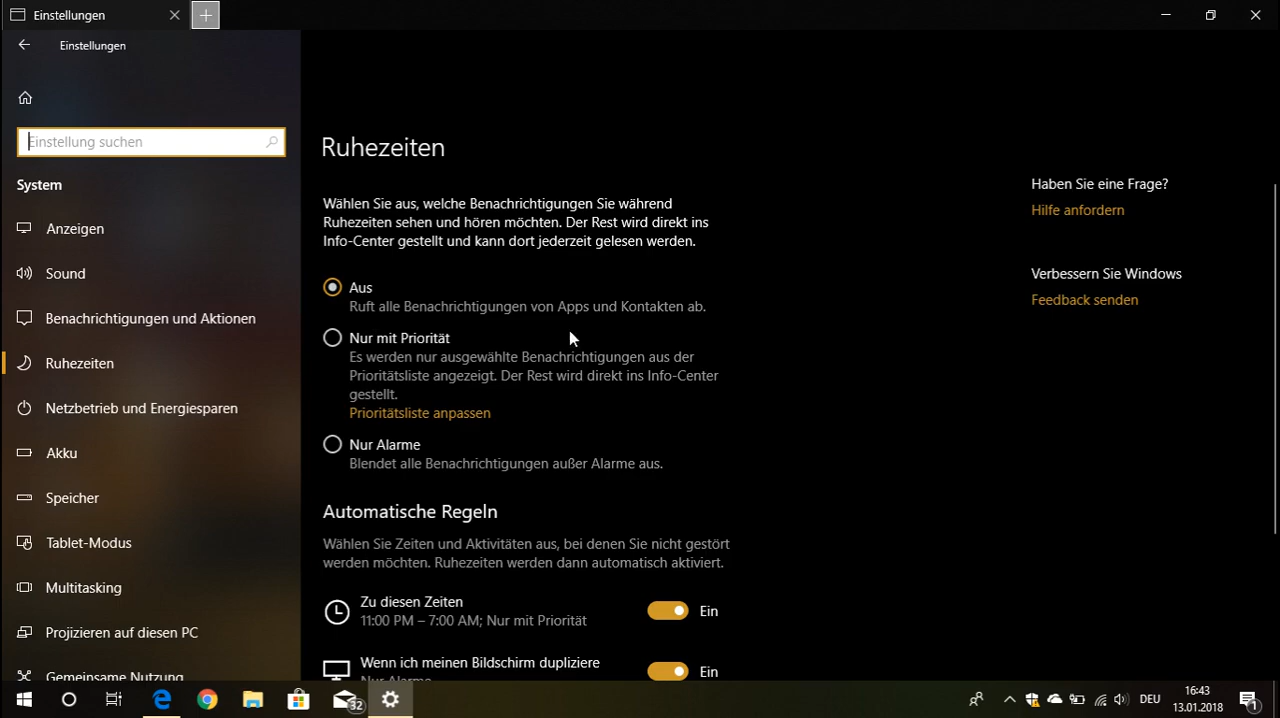 Einstellungen
Einstellungen
Einstellung suchen
System
Anzeigen
Sound
Benachrichtigungen und Aktionen
Ruhezeiten
Netzbetrieb und Energiesparen
Akku
Speicher
Tablet-Modus
Multitasking
Projizieren auf diesen PC
Gemeinsame Nutzung
Ruhezeiten
Wählen Sie aus, welche Benachrichtigungen Sie während
Ruhezeiten sehen und hören möchten. Der Rest wird direkt ins
Info-Center gestellt und kann dort jederzeit gelesen werden.
Aus
Ruft alle Benachrichtigungen von Apps und Kontakten ab.
Nur mit Priorität
Es werden nur ausgewählte Benachrichtigungen aus der
Prioritätsliste angezeigt. Der Rest wird direkt ins Info-Center
gestellt.
Prioritätsliste anpassen
Nur Alarme
Blendet alle Benachrichtigungen außer Alarme aus.
Automatische Regeln
Wählen Sie Zeiten und Aktivitäten aus, bei denen Sie nicht gestört
werden möchten. Ruhezeiten werden dann automatisch aktiviert.
Zu diesen Zeiten
11:00 PM – 7:00 AM; Nur mit Priorität
Ein
Wenn ich meinen Bildschirm dupliziere
Nur Alarme
Ein
Haben Sie eine Frage?
Hilfe anfordern
Verbessern Sie Windows
Feedback senden
32
DEU
16:43
13.01.2018
1